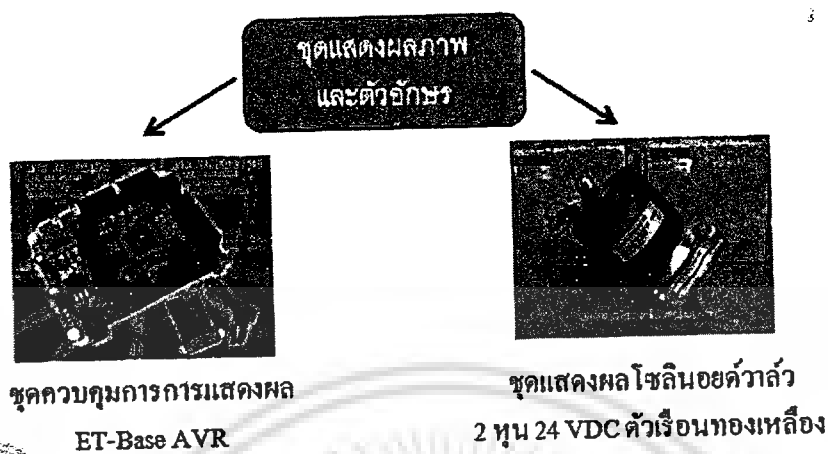 ชุดแสดงผลภาพ
และตัวอักษร
ชุดควบคุมการการแสดงผล
ET-Base AVR
ชุดแสดงผลโซลินอยด์วาล์ว
2 หุน 24 VDC ตัวเรือนทองเหลือง